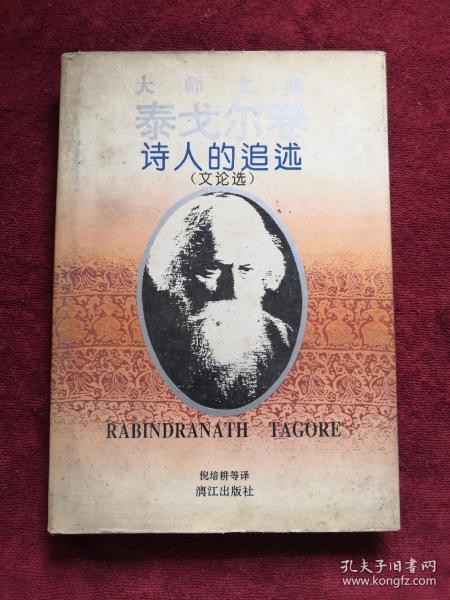 大师文集
泰戈尔卷
诗人的追述
（文论选）
RABINDRANATH TAGORE
倪培耕等译
漓江出版社
孔夫子旧书网
www.kongfz.com